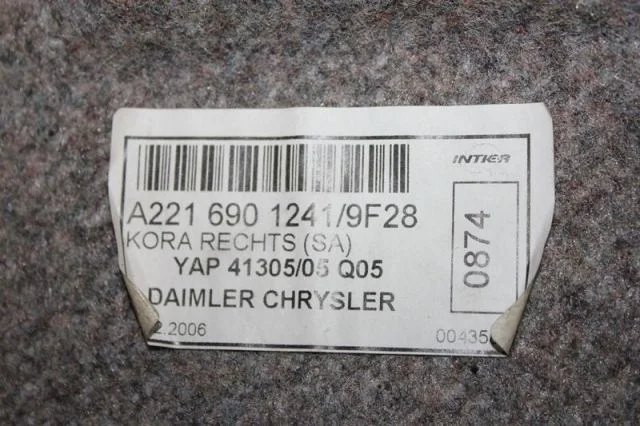 INTIER
A221 690 1241/9F28
KORA RECHTS (SA)
YAP 41305/05 Q05
DAIMLER CHRYSLER
2.2006
00435
0874